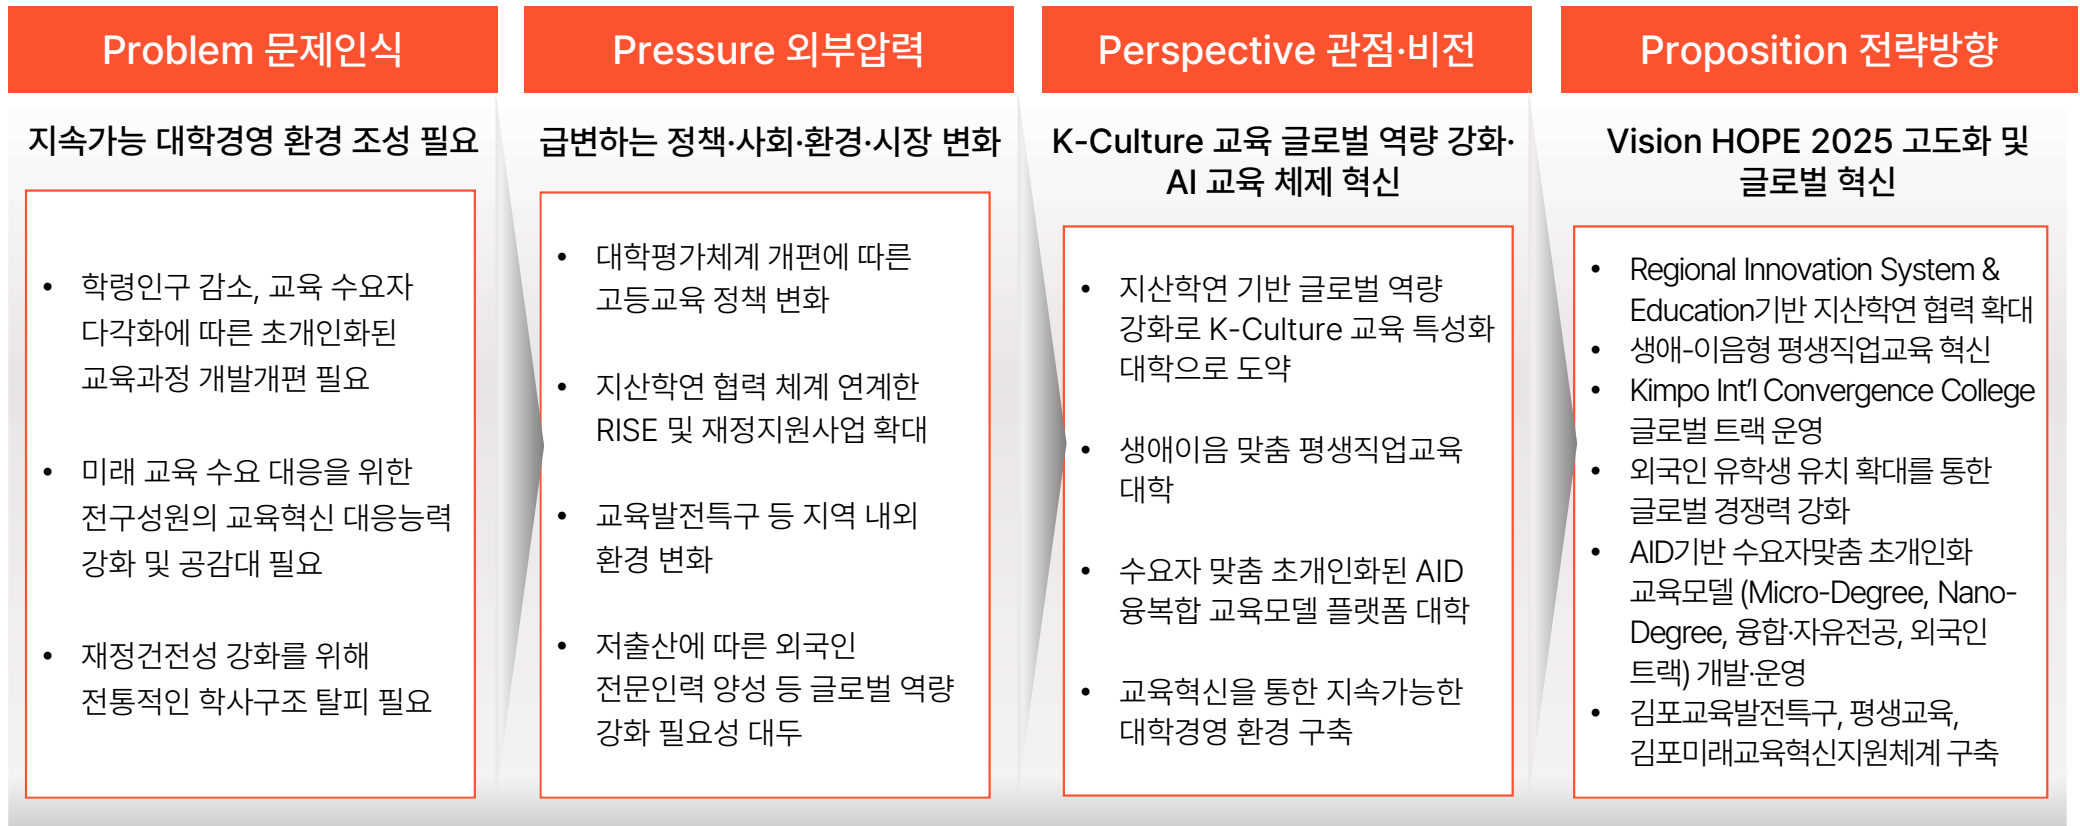 Problem 문제인식
지속가능 대학경영 환경 조성 필요
• 학령인구 감소, 교육 수요자
다각화에 따른 초개인화된
교육과정 개발개편 필요
• 미래 교육 수요 대응을 위한
전구성원의 교육혁신 대응능력
강화 및 공감대 필요
• 재정건전성 강화를 위해
전통적인 학사구조 탈피 필요
Pressure 외부압력
급변하는 정책·사회·환경·시장 변화
• 대학평가체계 개편에 따른
고등교육 정책 변화
• 지산학연 협력 체계 연계한
RISE 및 재정지원사업 확대
• 교육발전특구 등 지역 내외
환경 변화
• 저출산에 따른 외국인
전문인력 양성 등 글로벌 역량
강화 필요성 대두
Perspective 관점·비전
K-Culture 교육 글로벌 역량 강화·
AI 교육 체제 혁신
• 지산학연 기반 글로벌 역량
강화로 K-Culture 교육 특성화
대학으로 도약
• 생애이음 맞춤 평생직업교육
대학
• 수요자 맞춤 초개인화된 AID
융복합 교육모델 플랫폼 대학
• 교육혁신을 통한 지속가능한
대학경영 환경 구축
Proposition 전략방향
Vision HOPE 2025 고도화 및
글로벌 혁신
• Regional Innovation System &
Education기반 지산학연 협력 확대
• 생애-이음형 평생직업교육 혁신
• Kimpo Int’l Convergence College
글로벌 트랙 운영
• 외국인 유학생 유치 확대를 통한
글로벌 경쟁력 강화
• AID기반 수요자맞춤 초개인화
교육모델 (Micro-Degree, Nano-
Degree, 융합·자유전공, 외국인
트랙) 개발·운영
• 김포교육발전특구, 평생교육,
김포미래교육혁신지원체계 구축